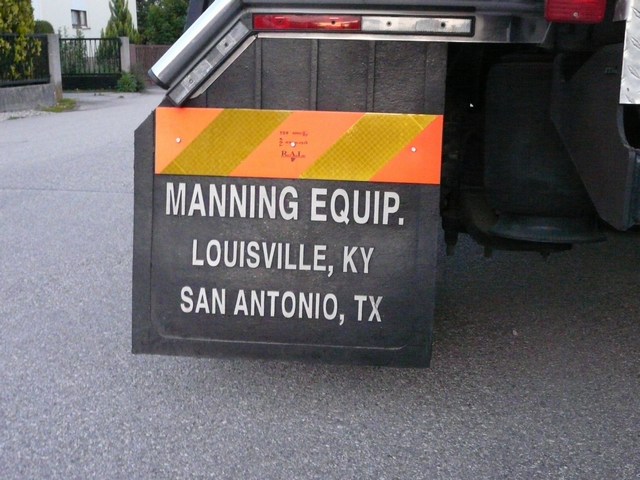 MANNING EQUIP.
LOUISVILLE, KY
SAN ANTONIO, TX